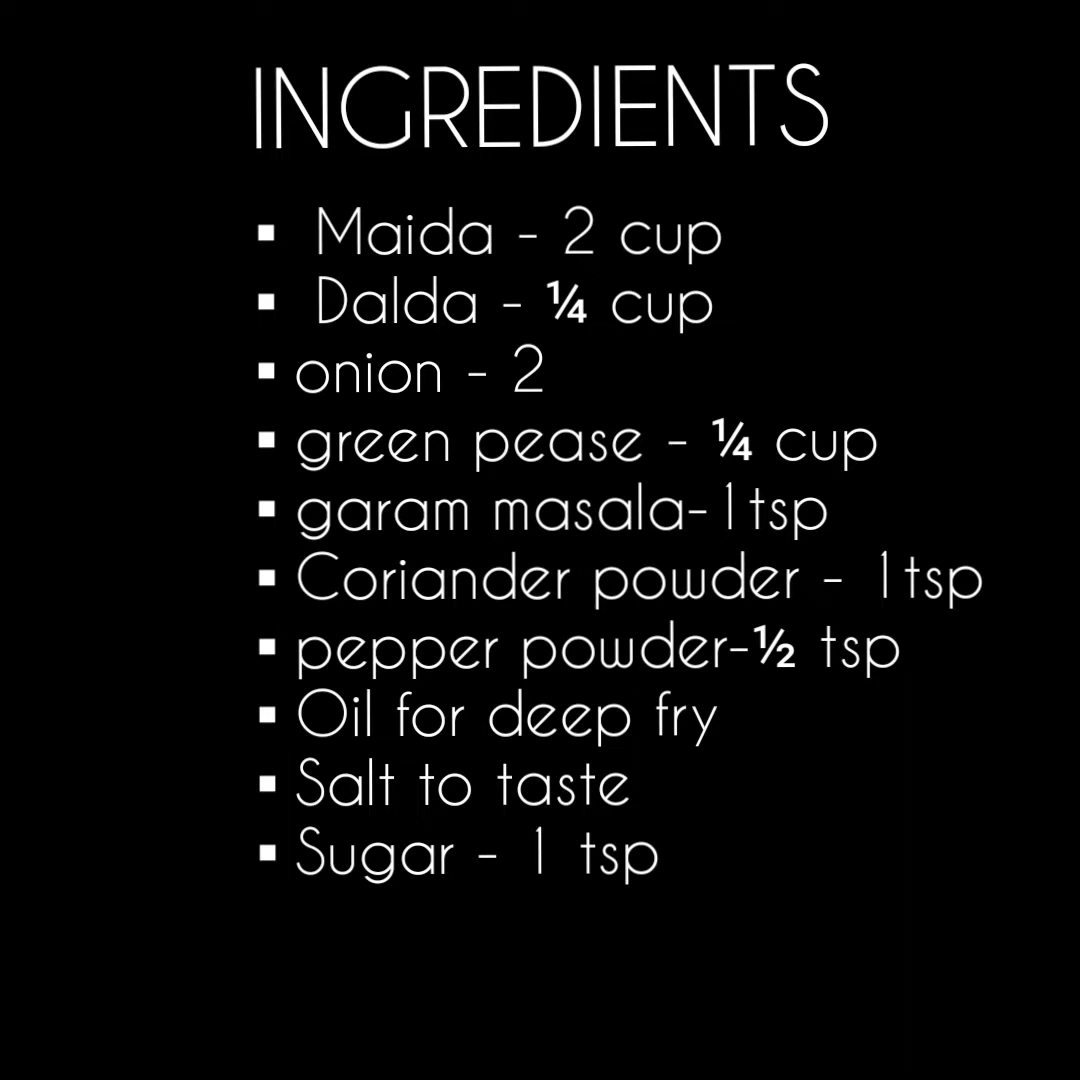 INGREDIENTS
▪ Maida - 2 cup
▪ Dalda - ¼ cup
▪ onion - 2
▪ green pease - ¼ cup
▪ garam masala-1tsp
▪ Coriander powder - 1tsp
▪ pepper powder-½ tsp
▪ Oil for deep fry
▪ Salt to taste
▪ Sugar - 1 tsp